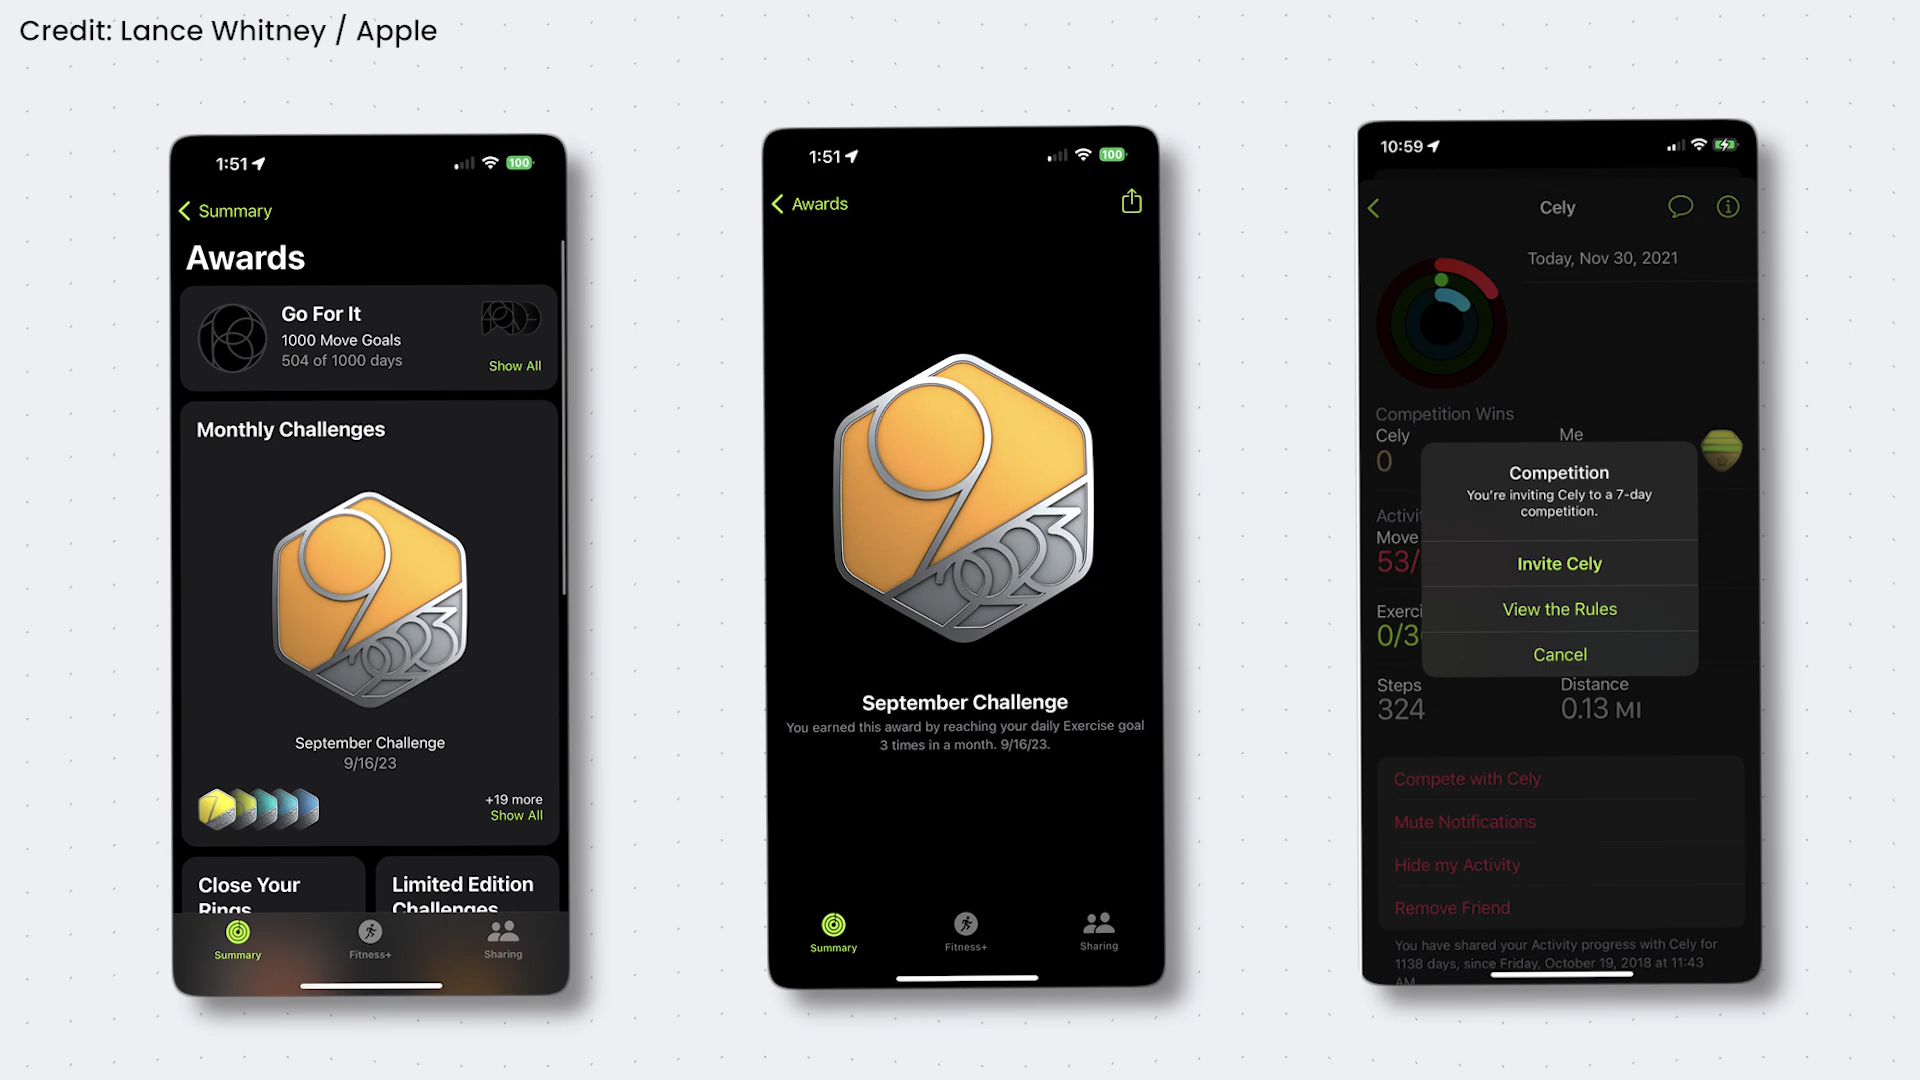 Credit: Lance Whitney / Apple
1:51
100
Summary
Awards
Go For It
1000 Move Goals
504 of 1000 days
Show All
Monthly Challenges
9
2023
September Challenge
9/16/23
+19 more
Show All
Close Your
Rings
Limited Edition
Challenges
Summary
Fitness+
Sharing
1:51
100
Awards
9
2023
September Challenge
You earned this award by reaching your daily Exercise goal
3 times in a month. 9/16/23.
Summary
Fitness+
Sharing
10:59
Cely
Today, Nov 30, 2021
Competition Wins
Cely
Me
0
Competition
You're inviting Cely to a 7-day
competition.
Invite Cely
View the Rules
Cancel
Activi
Move
53/
Exerci
0/3
Steps
Distance
324
0.13 MI
Compete with Cely
Mute Notifications
Hide my Activity
Remove Friend
You have shared your Activity progress with Cely for
1138 days, since Friday, October 19, 2018 at 11:43
AM.